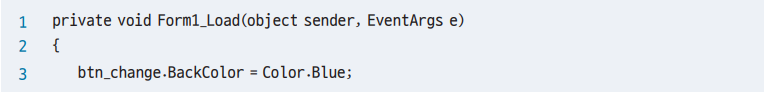 1 private void Form1_Load(object sender, EventArgs e)
2 {
3 btn_change.BackColor = Color.Blue;